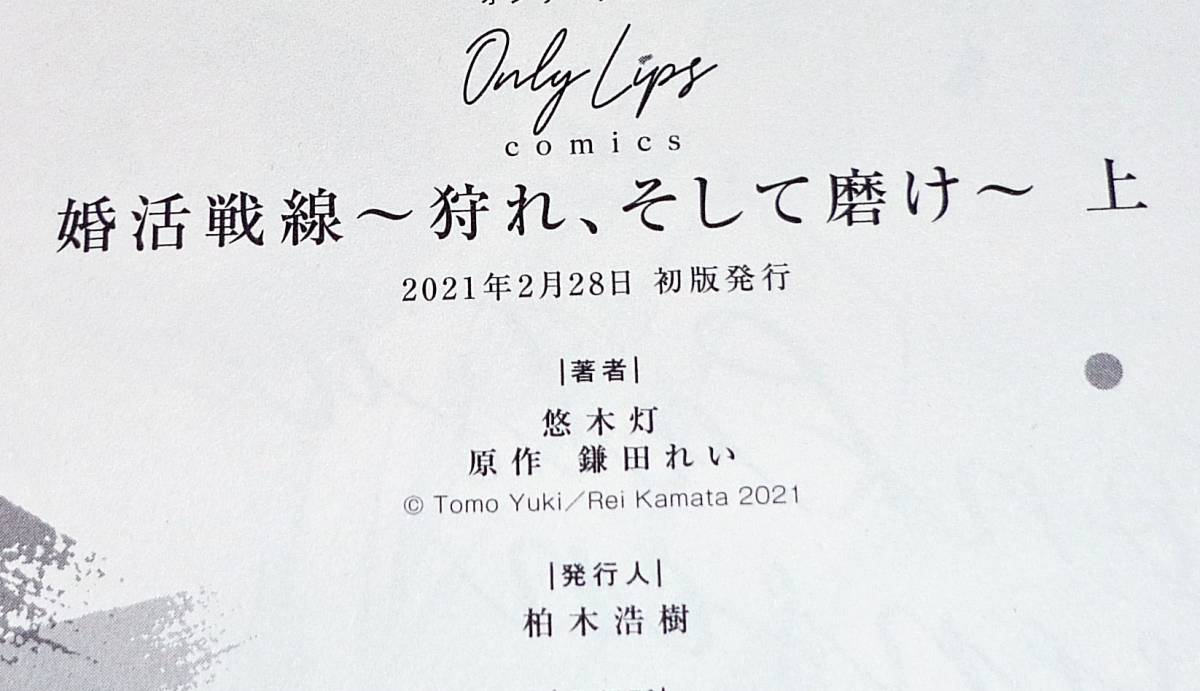 Only Lips
comics
婚活戦線～狩れ、そして磨け～ 上
2021年2月28日 初版発行
|著者|
悠木灯
原作 鎌田れい
© Tomo Yuki／Rei Kamata 2021
|発行人|
柏木浩樹